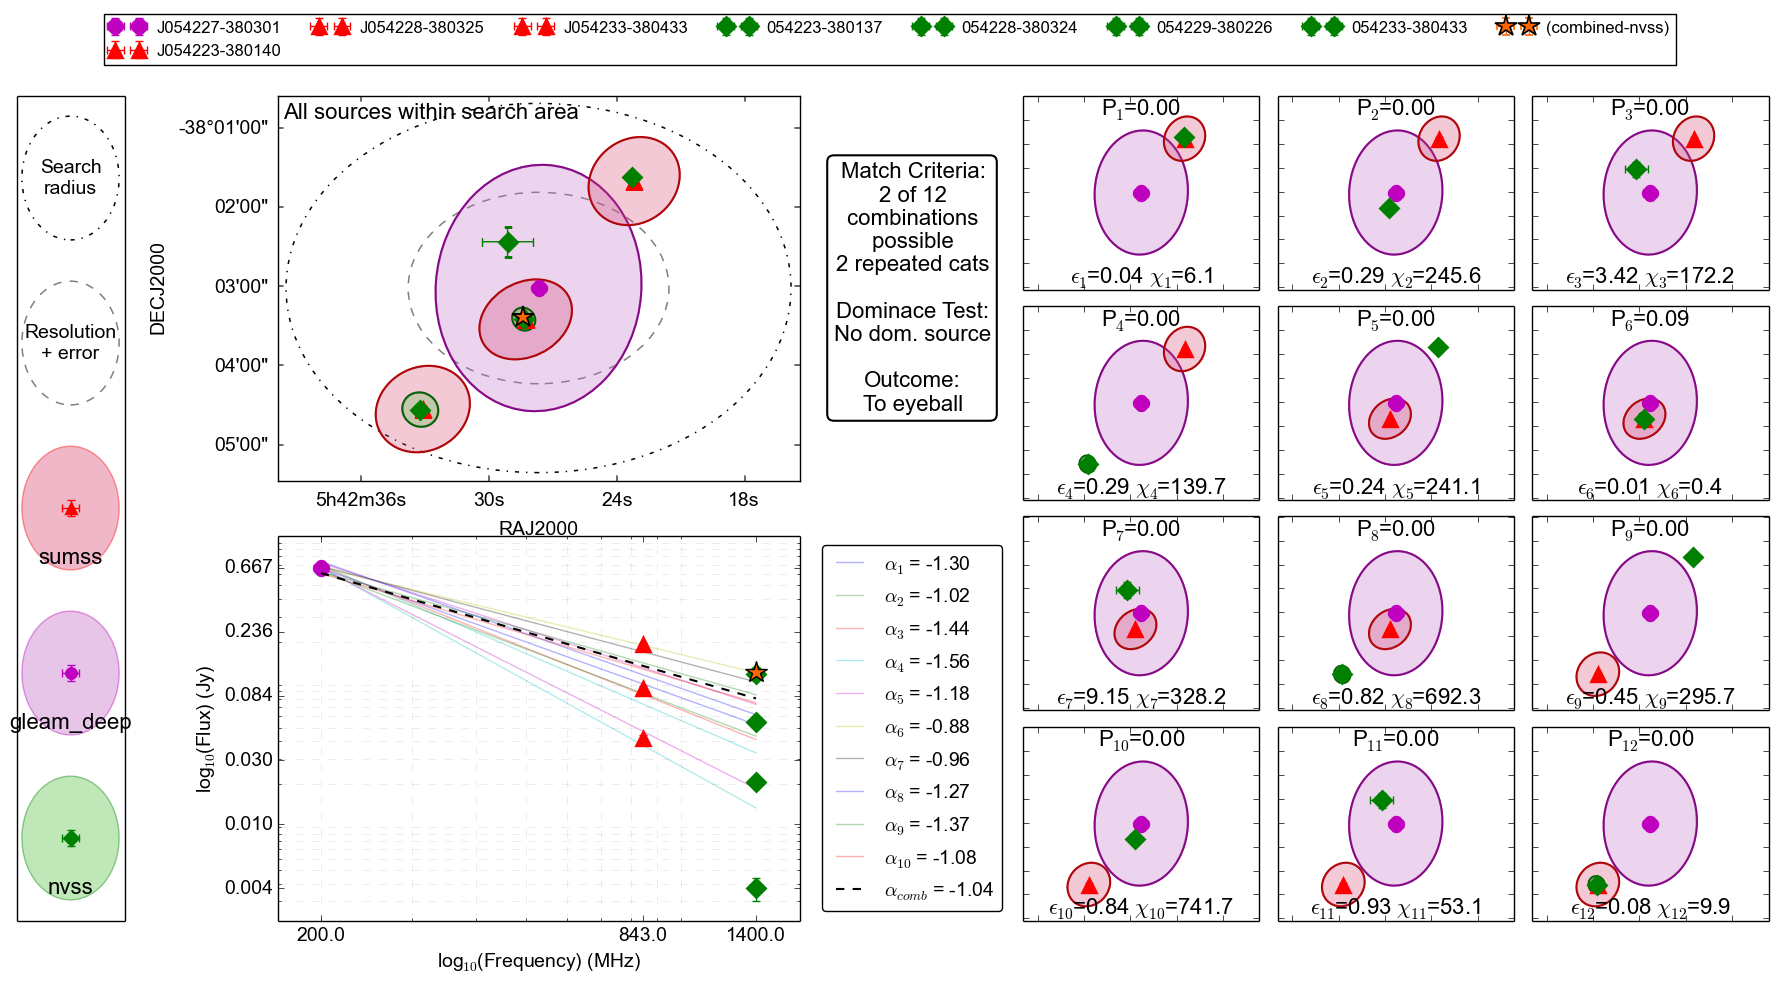 J054227-380301 J054228-380325 J054233-380433 054223-380137 054228-380324 054229-380226 054233-380433 (combined-nvss)
J054223-380140
Search
radius
Resolution
+ error
sumss
gleam_deep
nvss
All sources within search area
-38°01'00"
02'00"
03'00"
04'00"
05'00"
DECJ2000
5h42m36s 30s 24s 18s
RAJ2000
Match Criteria:
2 of 12
combinations
possible
2 repeated cats
Dominace Test:
No dom. source
Outcome:
To eyeball
0.667
0.236
0.084
0.030
0.010
0.004
log₁₀(Flux) (Jy)
200.0 843.0 1400.0
log₁₀(Frequency) (MHz)
α₁ = -1.30
α₂ = -1.02
α₃ = -1.44
α₄ = -1.56
α₅ = -1.18
α₆ = -0.88
α₇ = -0.96
α₈ = -1.27
α₉ = -1.37
α₁₀ = -1.08
α_comb = -1.04
P₁=0.00
ϵ₁=0.04 χ₁=6.1
P₂=0.00
ϵ₂=0.29 χ₂=245.6
P₃=0.00
ϵ₃=3.42 χ₃=172.2
P₄=0.00
ϵ₄=0.29 χ₄=139.7
P₅=0.00
ϵ₅=0.24 χ₅=241.1
P₆=0.09
ϵ₆=0.01 χ₆=0.4
P₇=0.00
ϵ₇=9.15 χ₇=328.2
P₈=0.00
ϵ₈=0.82 χ₈=692.3
P₉=0.00
ϵ₉=0.45 χ₉=295.7
P₁₀=0.00
ϵ₁₀=0.84 χ₁₀=741.7
P₁₁=0.00
ϵ₁₁=0.93 χ₁₁=53.1
P₁₂=0.00
ϵ₁₂=0.08 χ₁₂=9.9